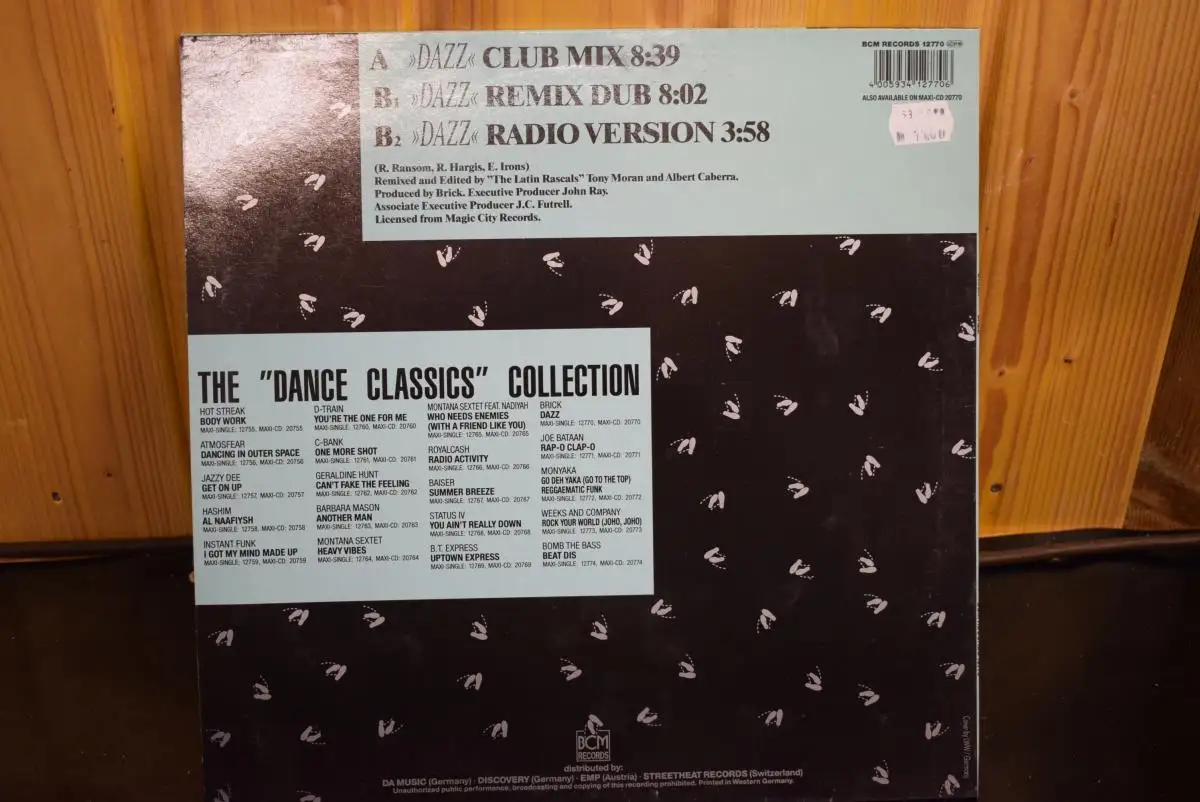 A »DAZZ« CLUB MIX 8:39
B1 »DAZZ« REMIX DUB 8:02
B2 »DAZZ« RADIO VERSION 3:58
(R. Ransom, R. Hargis, E. Irons)
Remixed and Edited by "The Latin Rascals" Tony Moran and Albert Caberra.
Produced by Brick. Executive Producer John Ray.
Associate Executive Producer J.C. Futrell.
Licensed from Magic City Records.
BCM RECORDS 12770
4 005934 127706
ALSO AVAILABLE ON MAXI-CD 20770
THE "DANCE CLASSICS" COLLECTION
HOT STREAK
BODY WORK
MAXI-SINGLE: 12755, MAXI-CD: 20755
ATMOSFEAR
DANCING IN OUTER SPACE
MAXI-SINGLE: 12756, MAXI-CD: 20756
JAZZY DEE
GET ON UP
MAXI-SINGLE: 12757, MAXI-CD: 20757
HASHIM
AL NAAFIYSH
MAXI-SINGLE: 12758, MAXI-CD: 20758
INSTANT FUNK
I GOT MY MIND MADE UP
MAXI-SINGLE: 12759, MAXI-CD: 20759
D-TRAIN
YOU'RE THE ONE FOR ME
MAXI-SINGLE: 12760, MAXI-CD: 20760
C-BANK
ONE MORE SHOT
MAXI-SINGLE: 12761, MAXI-CD: 20761
GERALDINE HUNT
CAN'T FAKE THE FEELING
MAXI-SINGLE: 12762, MAXI-CD: 20762
BARBARA MASON
ANOTHER MAN
MAXI-SINGLE: 12763, MAXI-CD: 20763
MONTANA SEXTET
HEAVY VIBES
MAXI-SINGLE: 12764, MAXI-CD: 20764
MONTANA SEXTET FEAT. NADIYAH
WHO NEEDS ENEMIES
(WITH A FRIEND LIKE YOU)
MAXI-SINGLE: 12765, MAXI-CD: 20765
ROYALCASH
RADIO ACTIVITY
MAXI-SINGLE: 12766, MAXI-CD: 20766
BAISER
SUMMER BREEZE
MAXI-SINGLE: 12767, MAXI-CD: 20767
STATUS IV
YOU AIN'T REALLY DOWN
MAXI-SINGLE: 12768, MAXI-CD: 20768
B.T. EXPRESS
UPTOWN EXPRESS
MAXI-SINGLE: 12769, MAXI-CD: 20769
BRICK
DAZZ
MAXI-SINGLE: 12770, MAXI-CD: 20770
JOE BATAAN
RAP-O CLAP-O
MAXI-SINGLE: 12771, MAXI-CD: 20771
MONYAKA
GO DEH YAKA (GO TO THE TOP)
REGGAEMATIC FUNK
MAXI-SINGLE: 12772, MAXI-CD: 20772
WEEKS AND COMPANY
ROCK YOUR WORLD (JOHO, JOHO)
MAXI-SINGLE: 12773, MAXI-CD: 20773
BOMB THE BASS
BEAT DIS
MAXI-SINGLE: 12774, MAXI-CD: 20774
BCM
RECORDS
distributed by:
DA MUSIC (Germany) · DISCOVERY (Germany) · EMP (Austria) · STREETHEAT RECORDS (Switzerland)
Unauthorized public performance, broadcasting and copying of this recording prohibited. Printed in Western Germany.